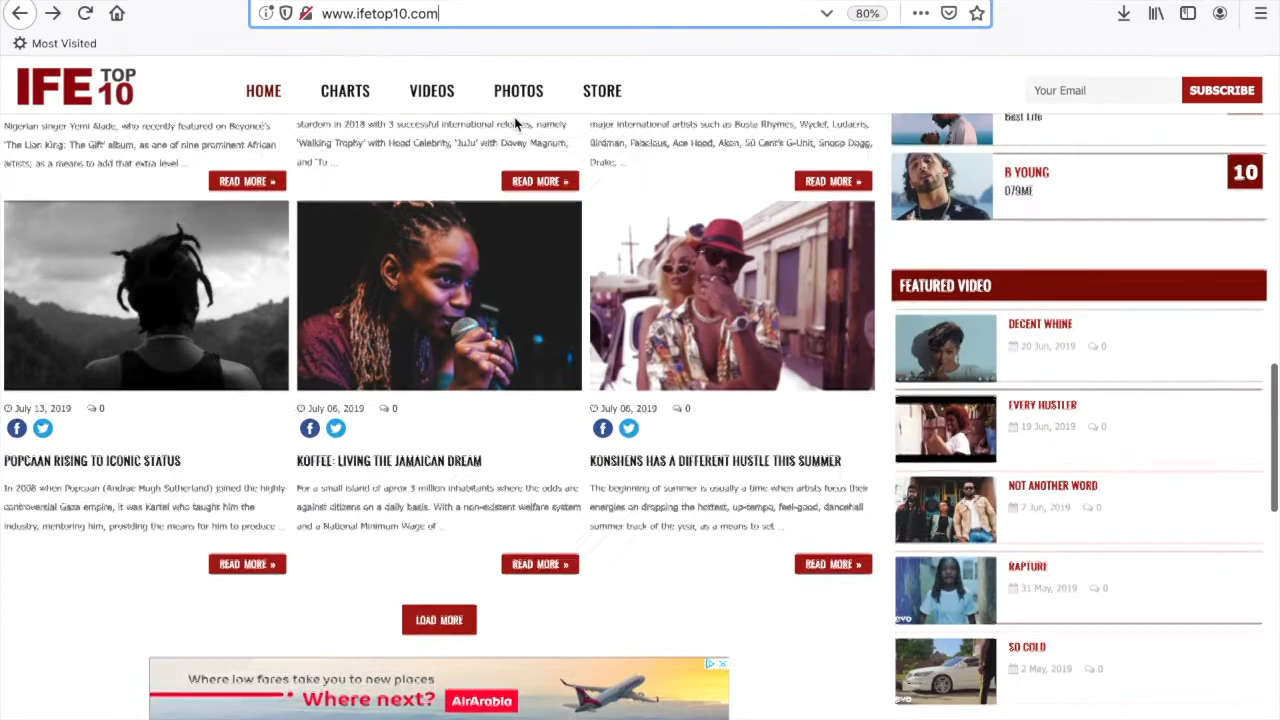 www.ifetop10.com
80%
Most Visited
IFE TOP 10
HOME
CHARTS
VIDEOS
PHOTOS
STORE
Your Email
SUBSCRIBE
Nigerian singer Yemi Alade, who recently featured on Beyoncé's
'The Lion King: The Gift' album, as one of nine prominent African
artists; as a means to add that extra level ...
READ MORE »
stardom in 2018 with 3 successful international releases, namely
'Walking Trophy' with Hood Celebrity, 'JuJu' with Dovey Magnum,
and 'Tu ...
READ MORE »
major international artists such as Busta Rhymes, Wyclef, Ludacris,
Birdman, Fabolous, Ace Hood, Akon, 50 Cent's G-Unit, Snoop Dogg,
Drake, ...
READ MORE »
July 13, 2019 0
POPCAAN RISING TO ICONIC STATUS
In 2008 when Popcaan (Andrae Hugh Sutherland) joined the highly
controversial Gaza empire, it was Kartel who taught him the
industry, mentoring him, providing the means for him to produce ...
READ MORE »
July 06, 2019 0
KOFFEE: LIVING THE JAMAICAN DREAM
For a small island of aprox 3 million inhabitants where the odds are
against citizens on a daily basis. With a non-existent welfare system
and a National Minimum Wage of ...
READ MORE »
July 06, 2019 0
KONSHENS HAS A DIFFERENT HUSTLE THIS SUMMER
The beginning of summer is usually a time when artists focus their
energies on dropping the hottest, up-tempo, feel-good, dancehall
summer track of the year, as a means to set ...
READ MORE »
LOAD MORE
Where low fares take you to new places
Where next? AirArabia
Best Life
B YOUNG
079ME
10
FEATURED VIDEO
DECENT WHINE
20 Jun, 2019 0
EVERY HUSTLER
19 Jun, 2019 0
NOT ANOTHER WORD
7 Jun, 2019 0
RAPTURE
31 May, 2019 0
vevo
SO COLD
2 May, 2019 0
vevo